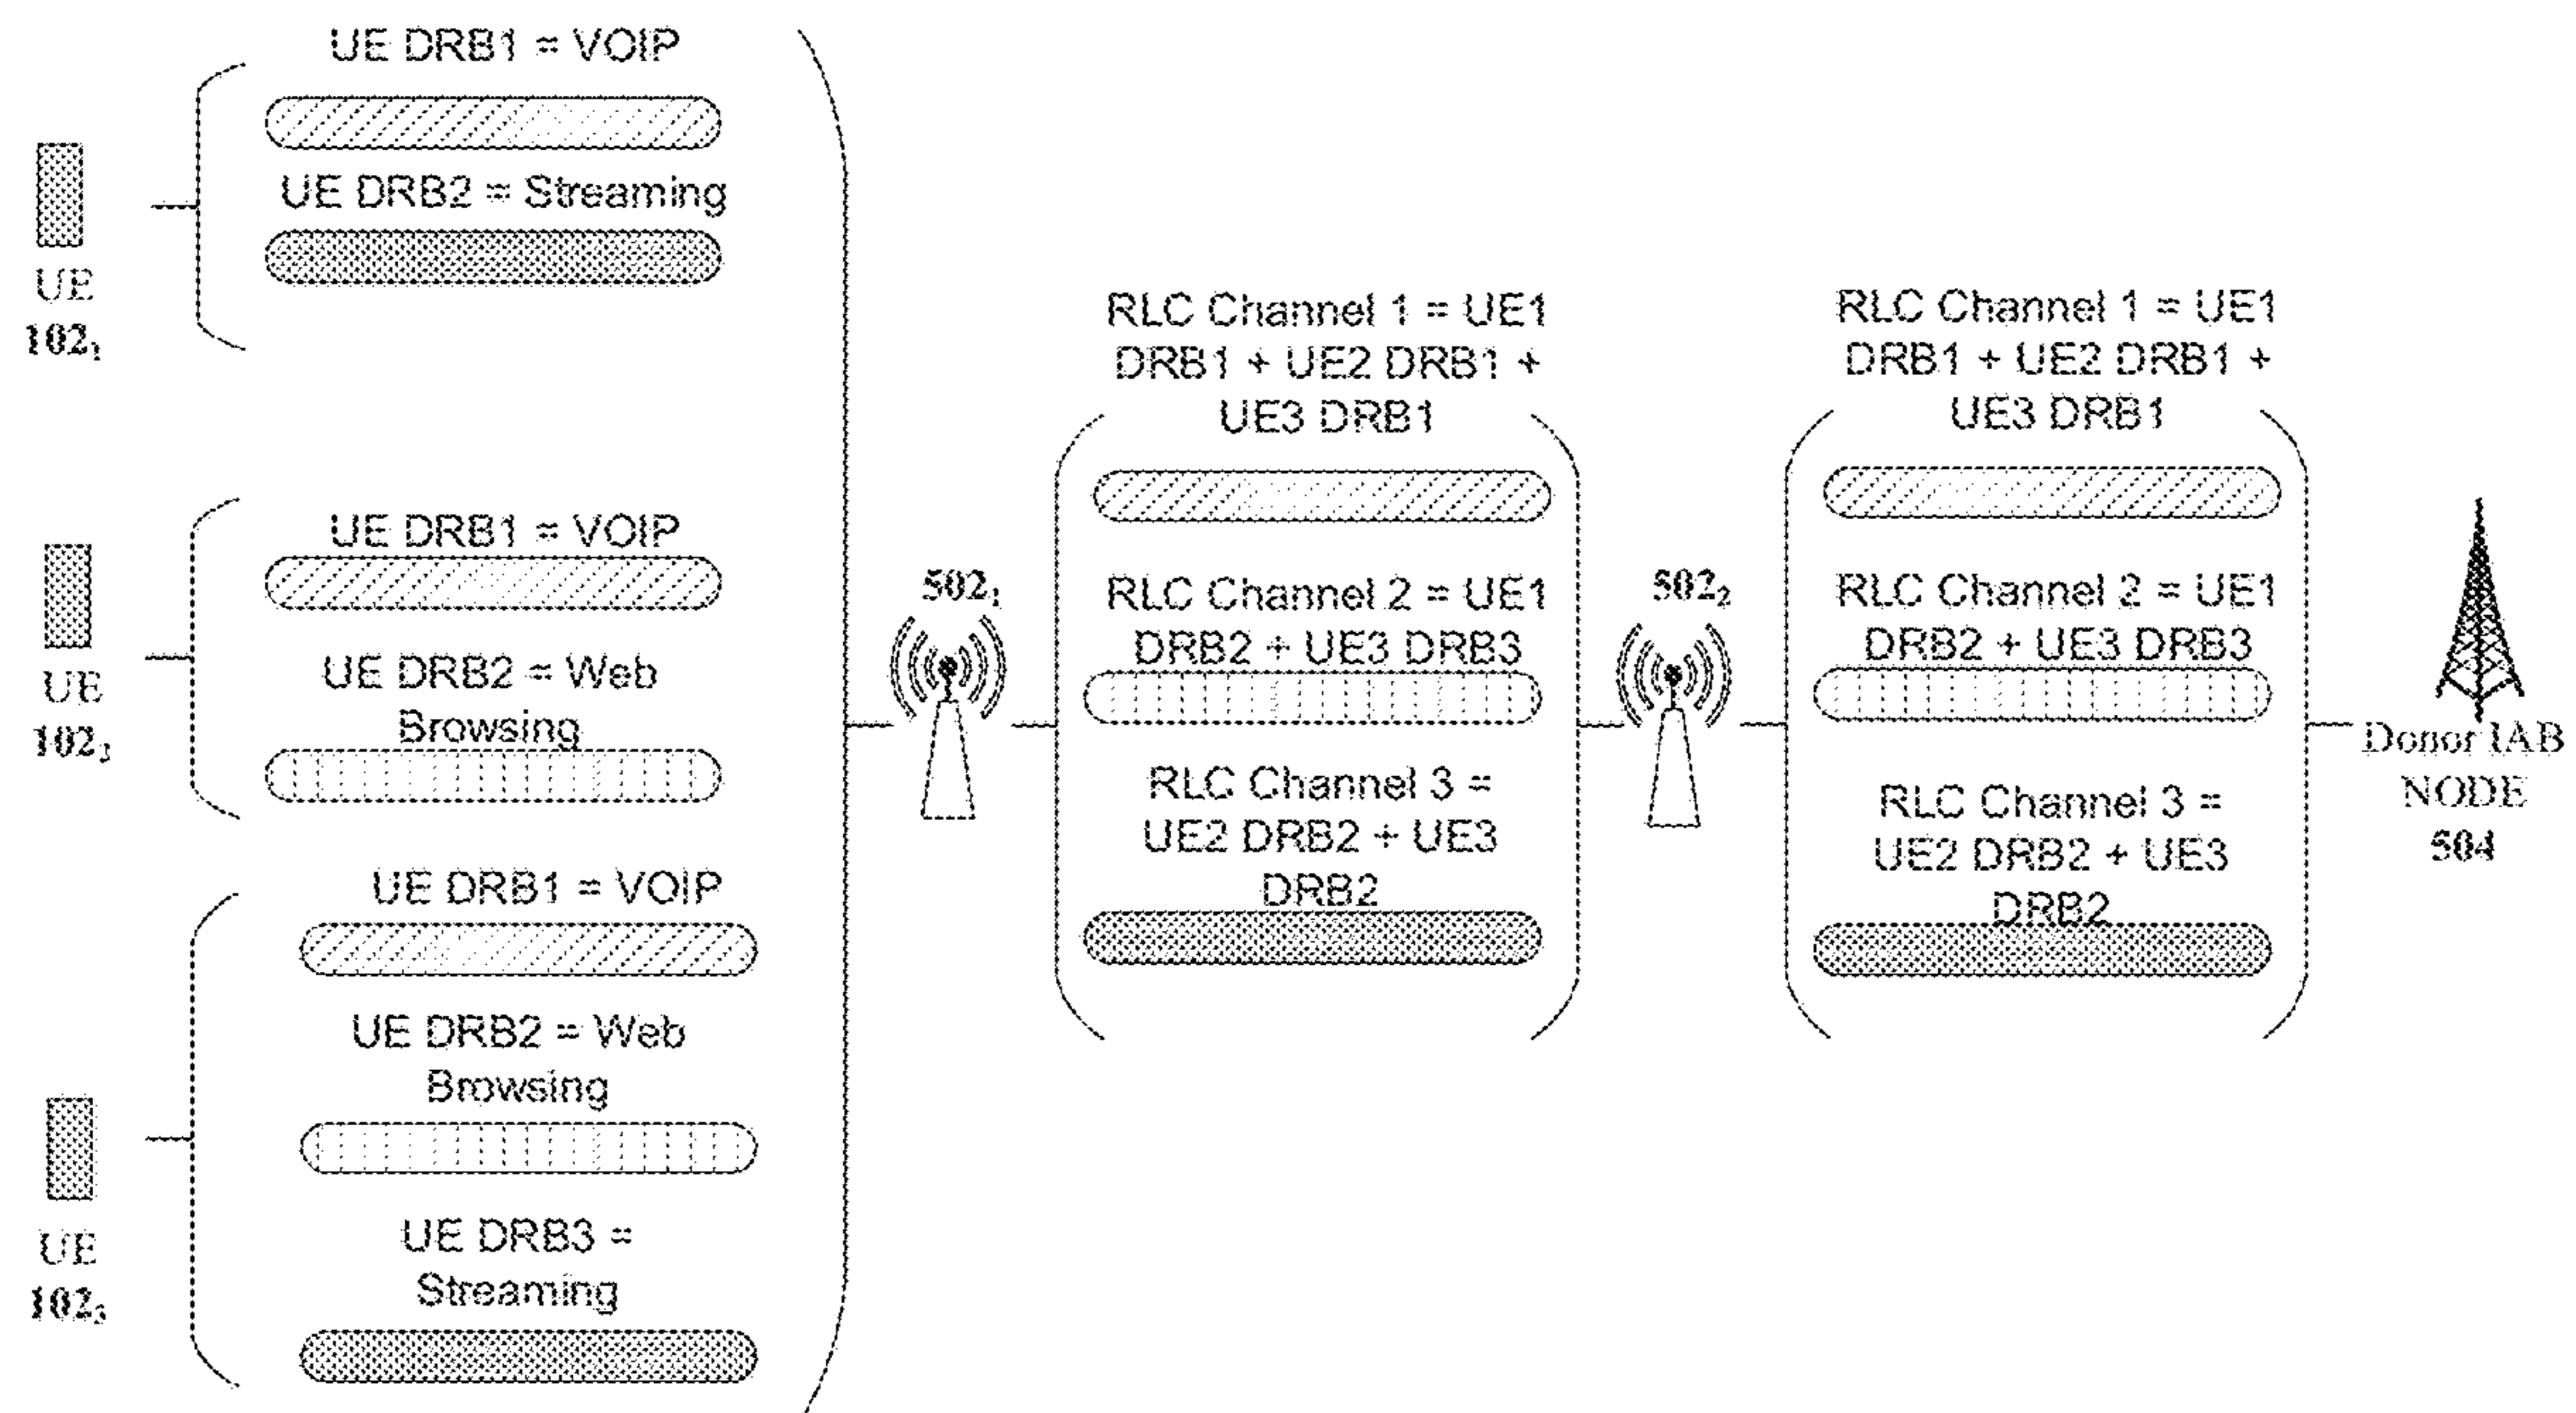 UE DRB1 = VOIP
UE DRB2 = Streaming
UE
102₁
UE DRB1 = VOIP
UE DRB2 = Web
Browsing
UE
102₂
UE DRB1 = VOIP
UE DRB2 = Web
Browsing
UE DRB3 =
Streaming
UE
102₃
502₁
RLC Channel 1 = UE1
DRB1 + UE2 DRB1 +
UE3 DRB1
RLC Channel 2 = UE1
DRB2 + UE3 DRB3
RLC Channel 3 =
UE2 DRB2 + UE3
DRB2
502₂
RLC Channel 1 = UE1
DRB1 + UE2 DRB1 +
UE3 DRB1
RLC Channel 2 = UE1
DRB2 + UE3 DRB3
RLC Channel 3 =
UE2 DRB2 + UE3
DRB2
Donor IAB
NODE
504